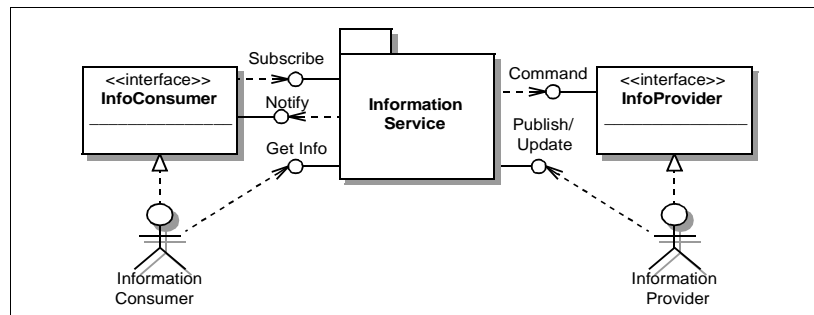 Subscribe
<<interface>>
InfoConsumer
Notify
Get Info
Information
Service
Command
<<interface>>
InfoProvider
Publish/
Update
Information
Consumer
Information
Provider